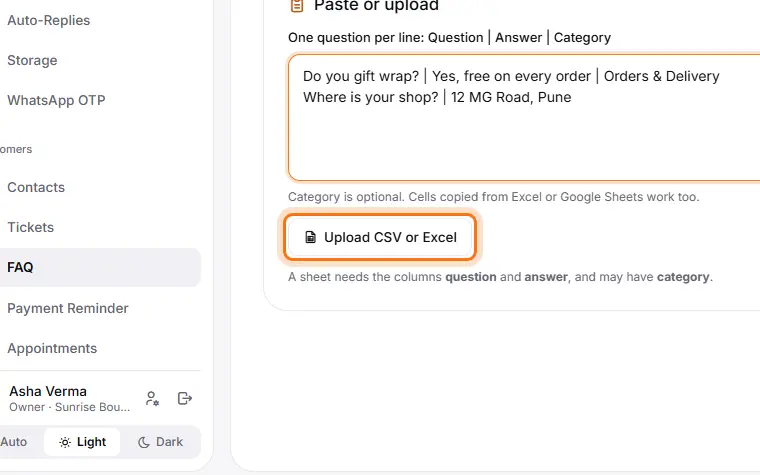 Auto-Replies
Storage
WhatsApp OTP
omers
Contacts
Tickets
FAQ
Payment Reminder
Appointments
Asha Verma
Owner · Sunrise Bou...
Auto
Light
Dark
Paste or upload
One question per line: Question | Answer | Category
Do you gift wrap? | Yes, free on every order | Orders & Delivery
Where is your shop? | 12 MG Road, Pune
Category is optional. Cells copied from Excel or Google Sheets work too.
Upload CSV or Excel
A sheet needs the columns question and answer, and may have category.